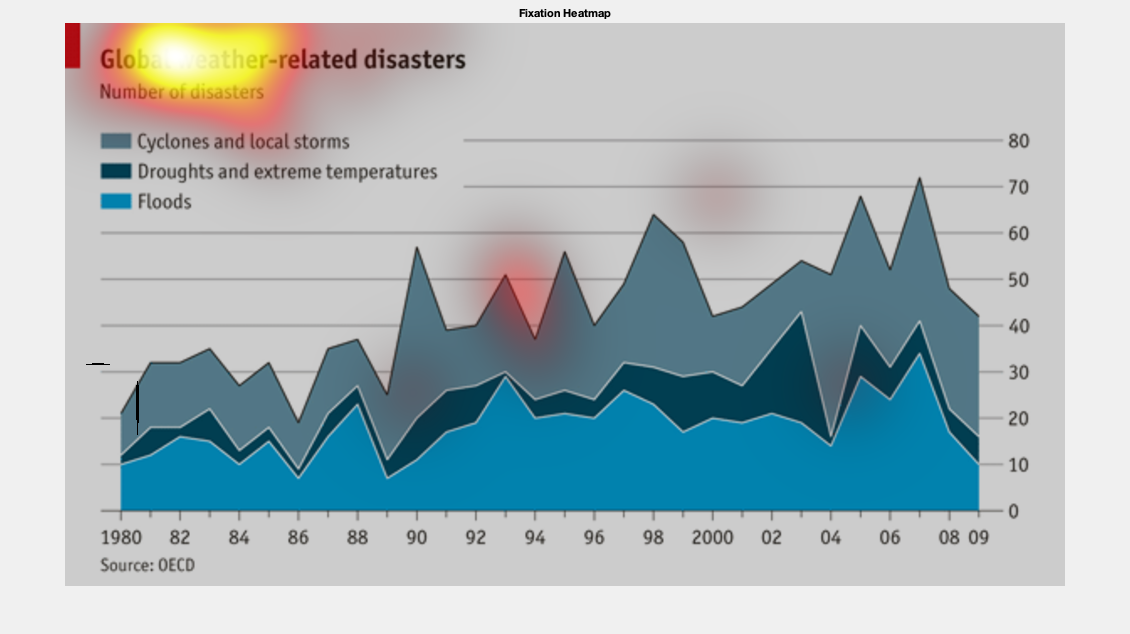 Fixation Heatmap
Global weather-related disasters
Number of disasters
Cyclones and local storms
Droughts and extreme temperatures
Floods
80
70
60
50
40
30
20
10
0
1980 82 84 86 88 90 92 94 96 98 2000 02 04 06 08 09
Source: OECD